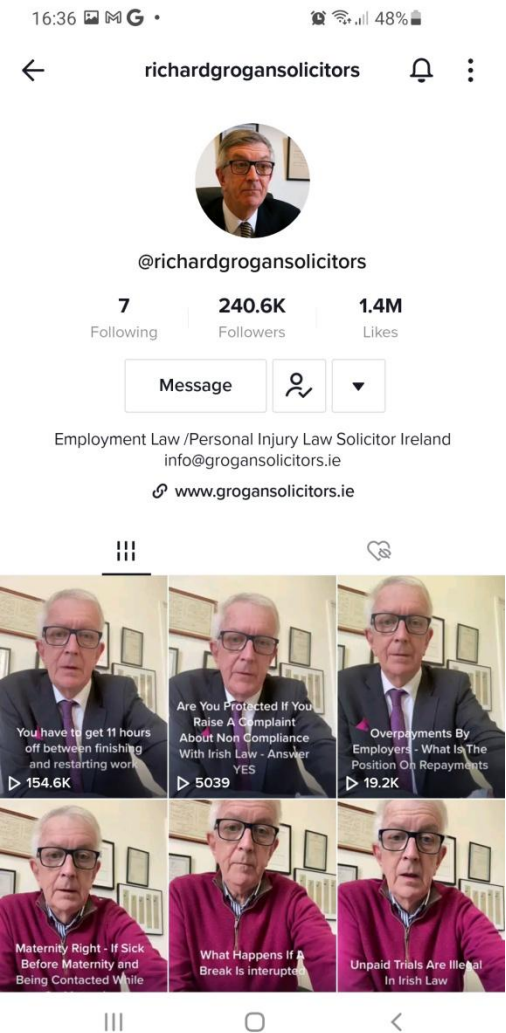 16:36
48%
richardgrogansolicitors
@richardgrogansolicitors
7 240.6K 1.4M
Following Followers Likes
Message
Employment Law /Personal Injury Law Solicitor Ireland
info@grogansolicitors.ie
www.grogansolicitors.ie
You have to get 11 hours
off between finishing
and restarting work
154.6K
Are You Protected If You
Raise A Complaint
About Non Compliance
With Irish Law - Answer
YES
5039
Overpayments By
Employers - What Is The
Position On Repayments
19.2K
Maternity Right - If Sick
Before Maternity and
Being Contacted While
What Happens If A
Break Is interupted
Unpaid Trials Are Illegal
In Irish Law